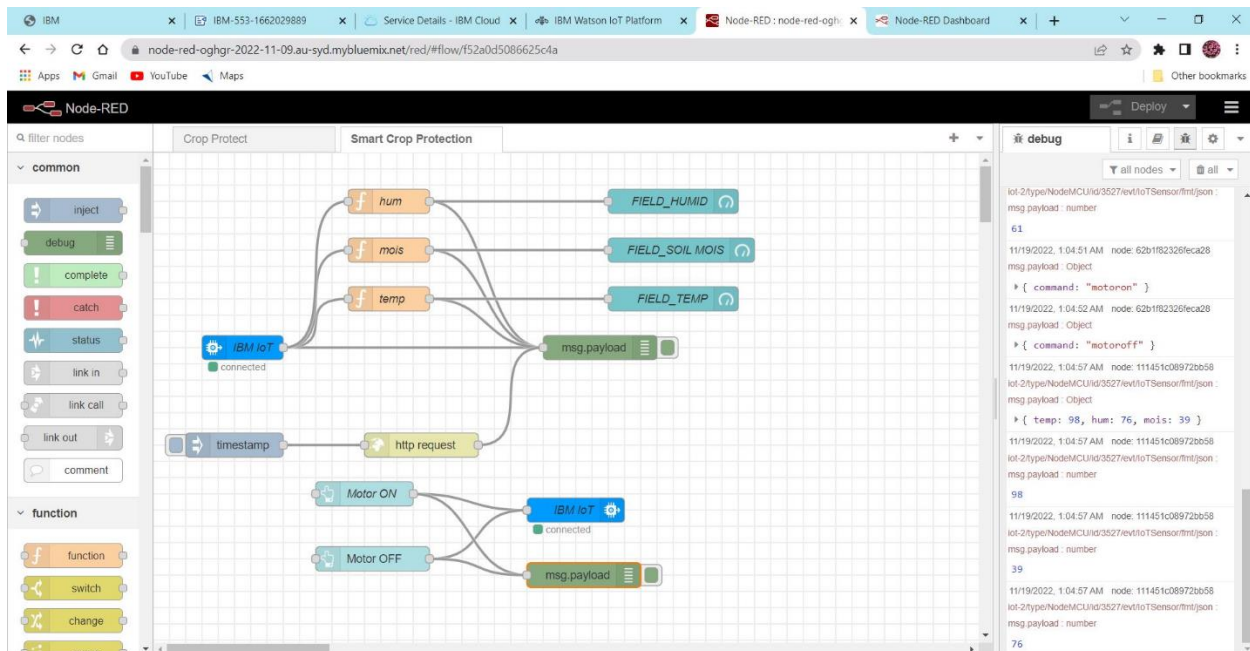 IBM
IBM-553-1662029889
Service Details - IBM Cloud
IBM Watson IoT Platform
Node-RED : node-red-ogh
Node-RED Dashboard
node-red-oghgr-2022-11-09.au-syd.mybluemix.net/red/#flow/f52a0d5086625c4a
Apps Gmail YouTube Maps Other bookmarks
Node-RED Deploy
filter nodes
Crop Protect
Smart Crop Protection
debug
common
inject
debug
complete
catch
status
link in
link call
link out
comment
function
function
switch
change
hum
FIELD_HUMID
mois
FIELD_SOIL MOIS
temp
FIELD_TEMP
IBM IoT
connected
msg.payload
timestamp
http request
Motor ON
IBM IoT
connected
Motor OFF
msg.payload
all nodes all
iot-2/type/NodeMCU/id/3527/evt/IoTSensor/fmt/json :
msg.payload : number
61
11/19/2022, 1:04:51 AM node: 62b1f82326feca28
msg.payload : Object
{ command: "motoron" }
11/19/2022, 1:04:52 AM node: 62b1f82326feca28
msg.payload : Object
{ command: "motoroff" }
11/19/2022, 1:04:57 AM node: 111451c08972bb58
iot-2/type/NodeMCU/id/3527/evt/IoTSensor/fmt/json :
msg.payload : Object
{ temp: 98, hum: 76, mois: 39 }
11/19/2022, 1:04:57 AM node: 111451c08972bb58
iot-2/type/NodeMCU/id/3527/evt/IoTSensor/fmt/json :
msg.payload : number
98
11/19/2022, 1:04:57 AM node: 111451c08972bb58
iot-2/type/NodeMCU/id/3527/evt/IoTSensor/fmt/json :
msg.payload : number
39
11/19/2022, 1:04:57 AM node: 111451c08972bb58
iot-2/type/NodeMCU/id/3527/evt/IoTSensor/fmt/json :
msg.payload : number
76